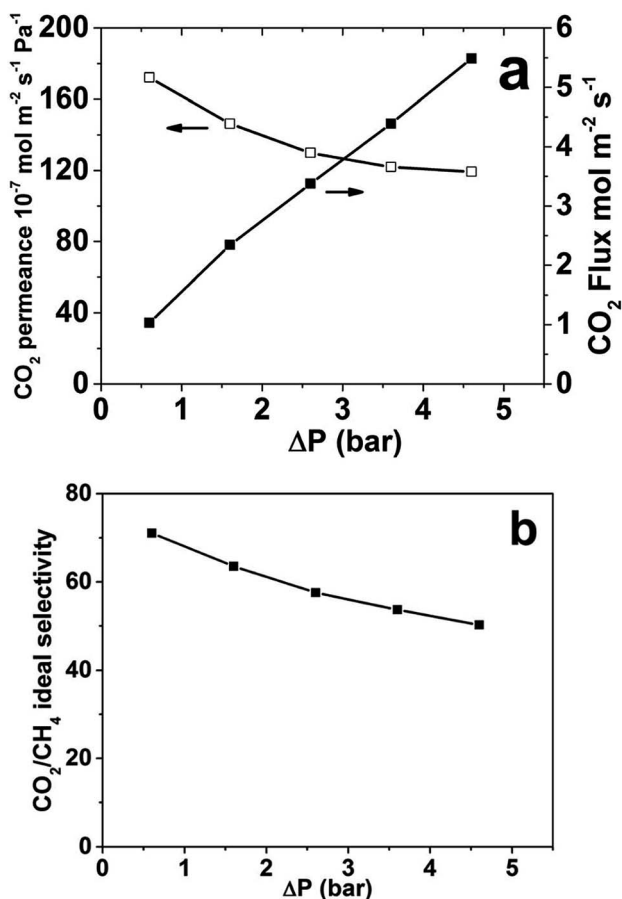 a
CO₂ permeance 10⁻⁷ mol m⁻² s⁻¹ Pa⁻¹
200
160
120
80
40
0
CO₂ Flux mol m⁻² s⁻¹
6
5
4
3
2
1
0
0 1 2 3 4 5
ΔP (bar)
b
CO₂/CH₄ ideal selectivity
80
60
40
20
0
0 1 2 3 4 5
ΔP (bar)